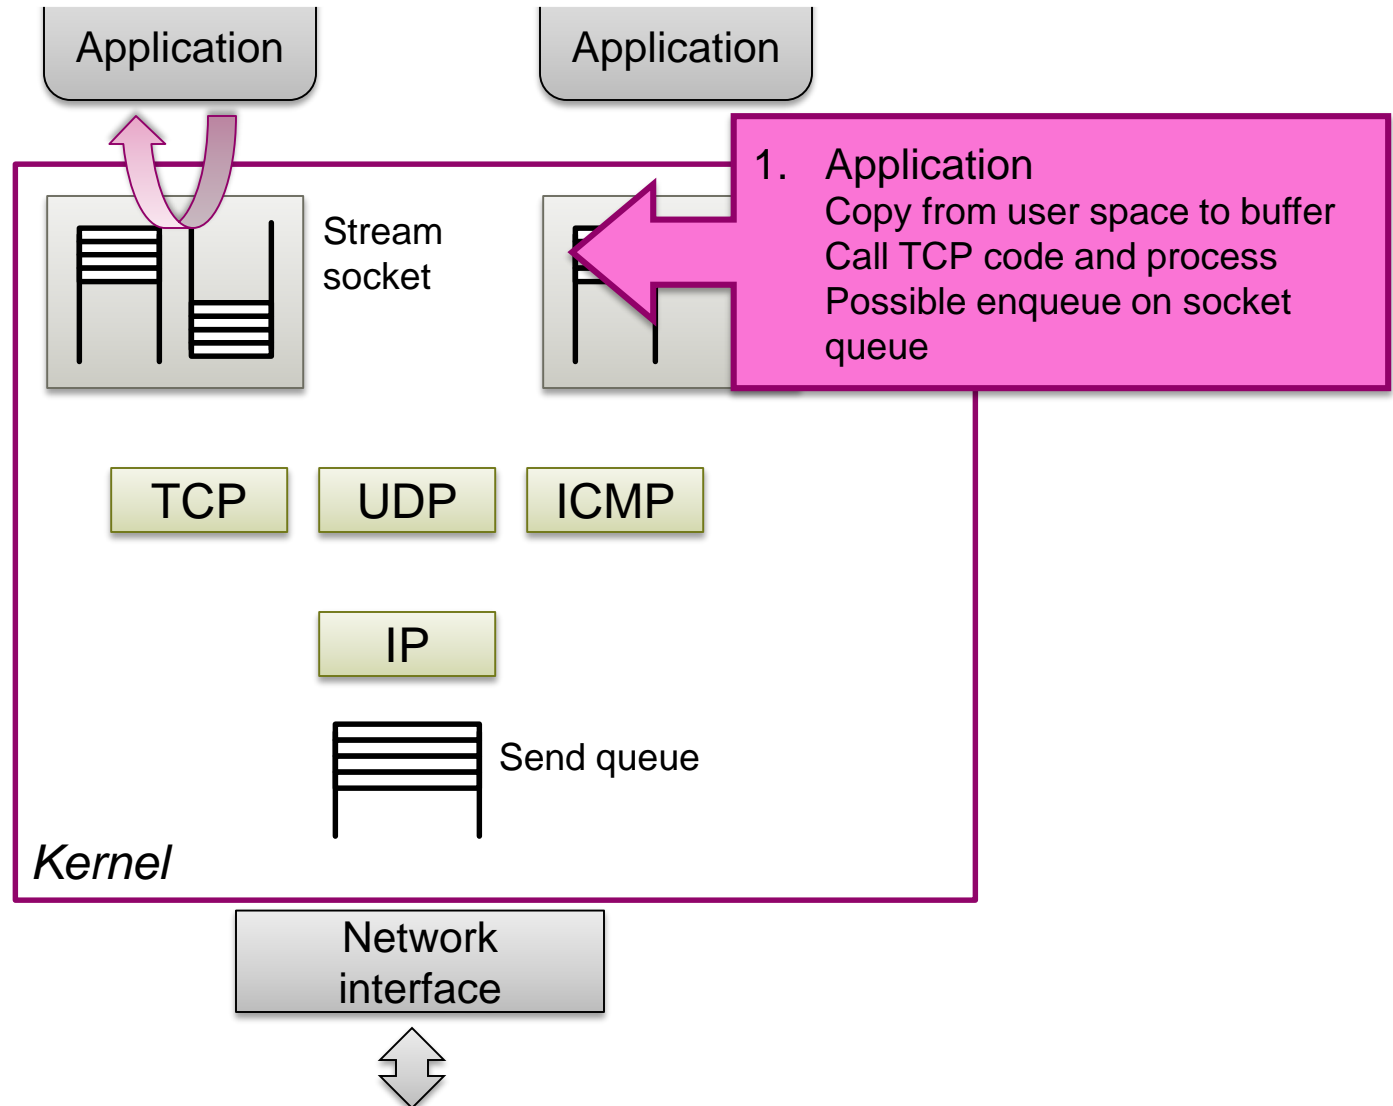 Application
Application
1. Application
Copy from user space to buffer
Call TCP code and process
Possible enqueue on socket
queue
Stream
socket
TCP
UDP
ICMP
IP
Send queue
Kernel
Network
interface